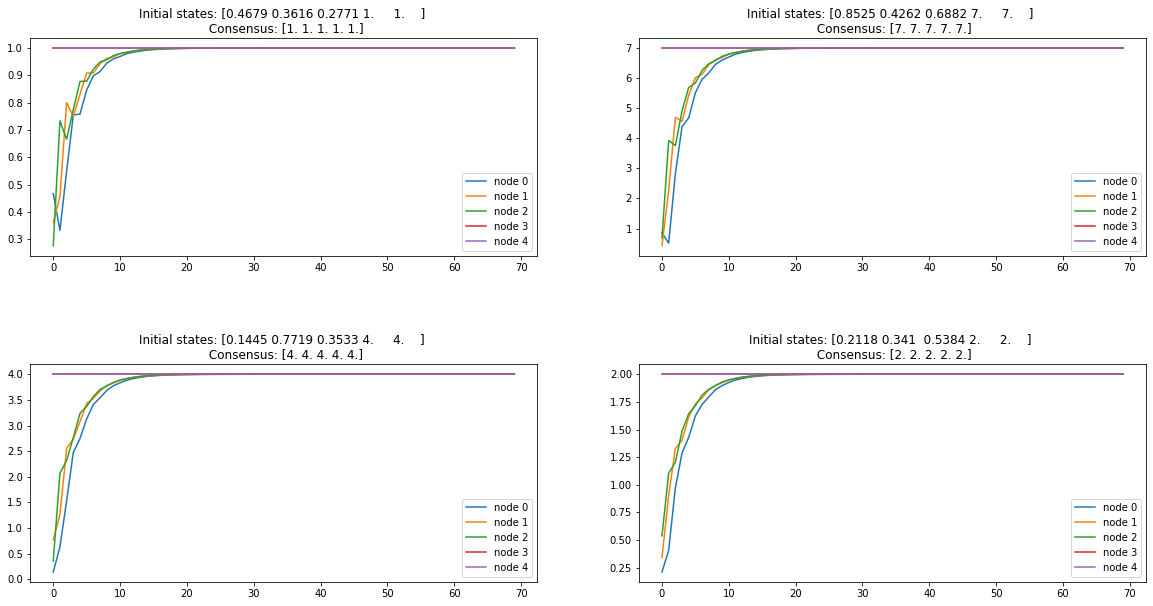 Initial states: [0.4679 0.3616 0.2771 1. 1. ]
Consensus: [1. 1. 1. 1. 1.]
1.0
0.9
0.8
0.7
0.6
0.5
0.4
0.3
node 0
node 1
node 2
node 3
node 4
0 10 20 30 40 50 60 70
Initial states: [0.8525 0.4262 0.6882 7. 7. ]
Consensus: [7. 7. 7. 7. 7.]
7
6
5
4
3
2
1
node 0
node 1
node 2
node 3
node 4
0 10 20 30 40 50 60 70
Initial states: [0.1445 0.7719 0.3533 4. 4. ]
Consensus: [4. 4. 4. 4. 4.]
4.0
3.5
3.0
2.5
2.0
1.5
1.0
0.5
0.0
node 0
node 1
node 2
node 3
node 4
0 10 20 30 40 50 60 70
Initial states: [0.2118 0.341 0.5384 2. 2. ]
Consensus: [2. 2. 2. 2. 2.]
2.00
1.75
1.50
1.25
1.00
0.75
0.50
0.25
node 0
node 1
node 2
node 3
node 4
0 10 20 30 40 50 60 70